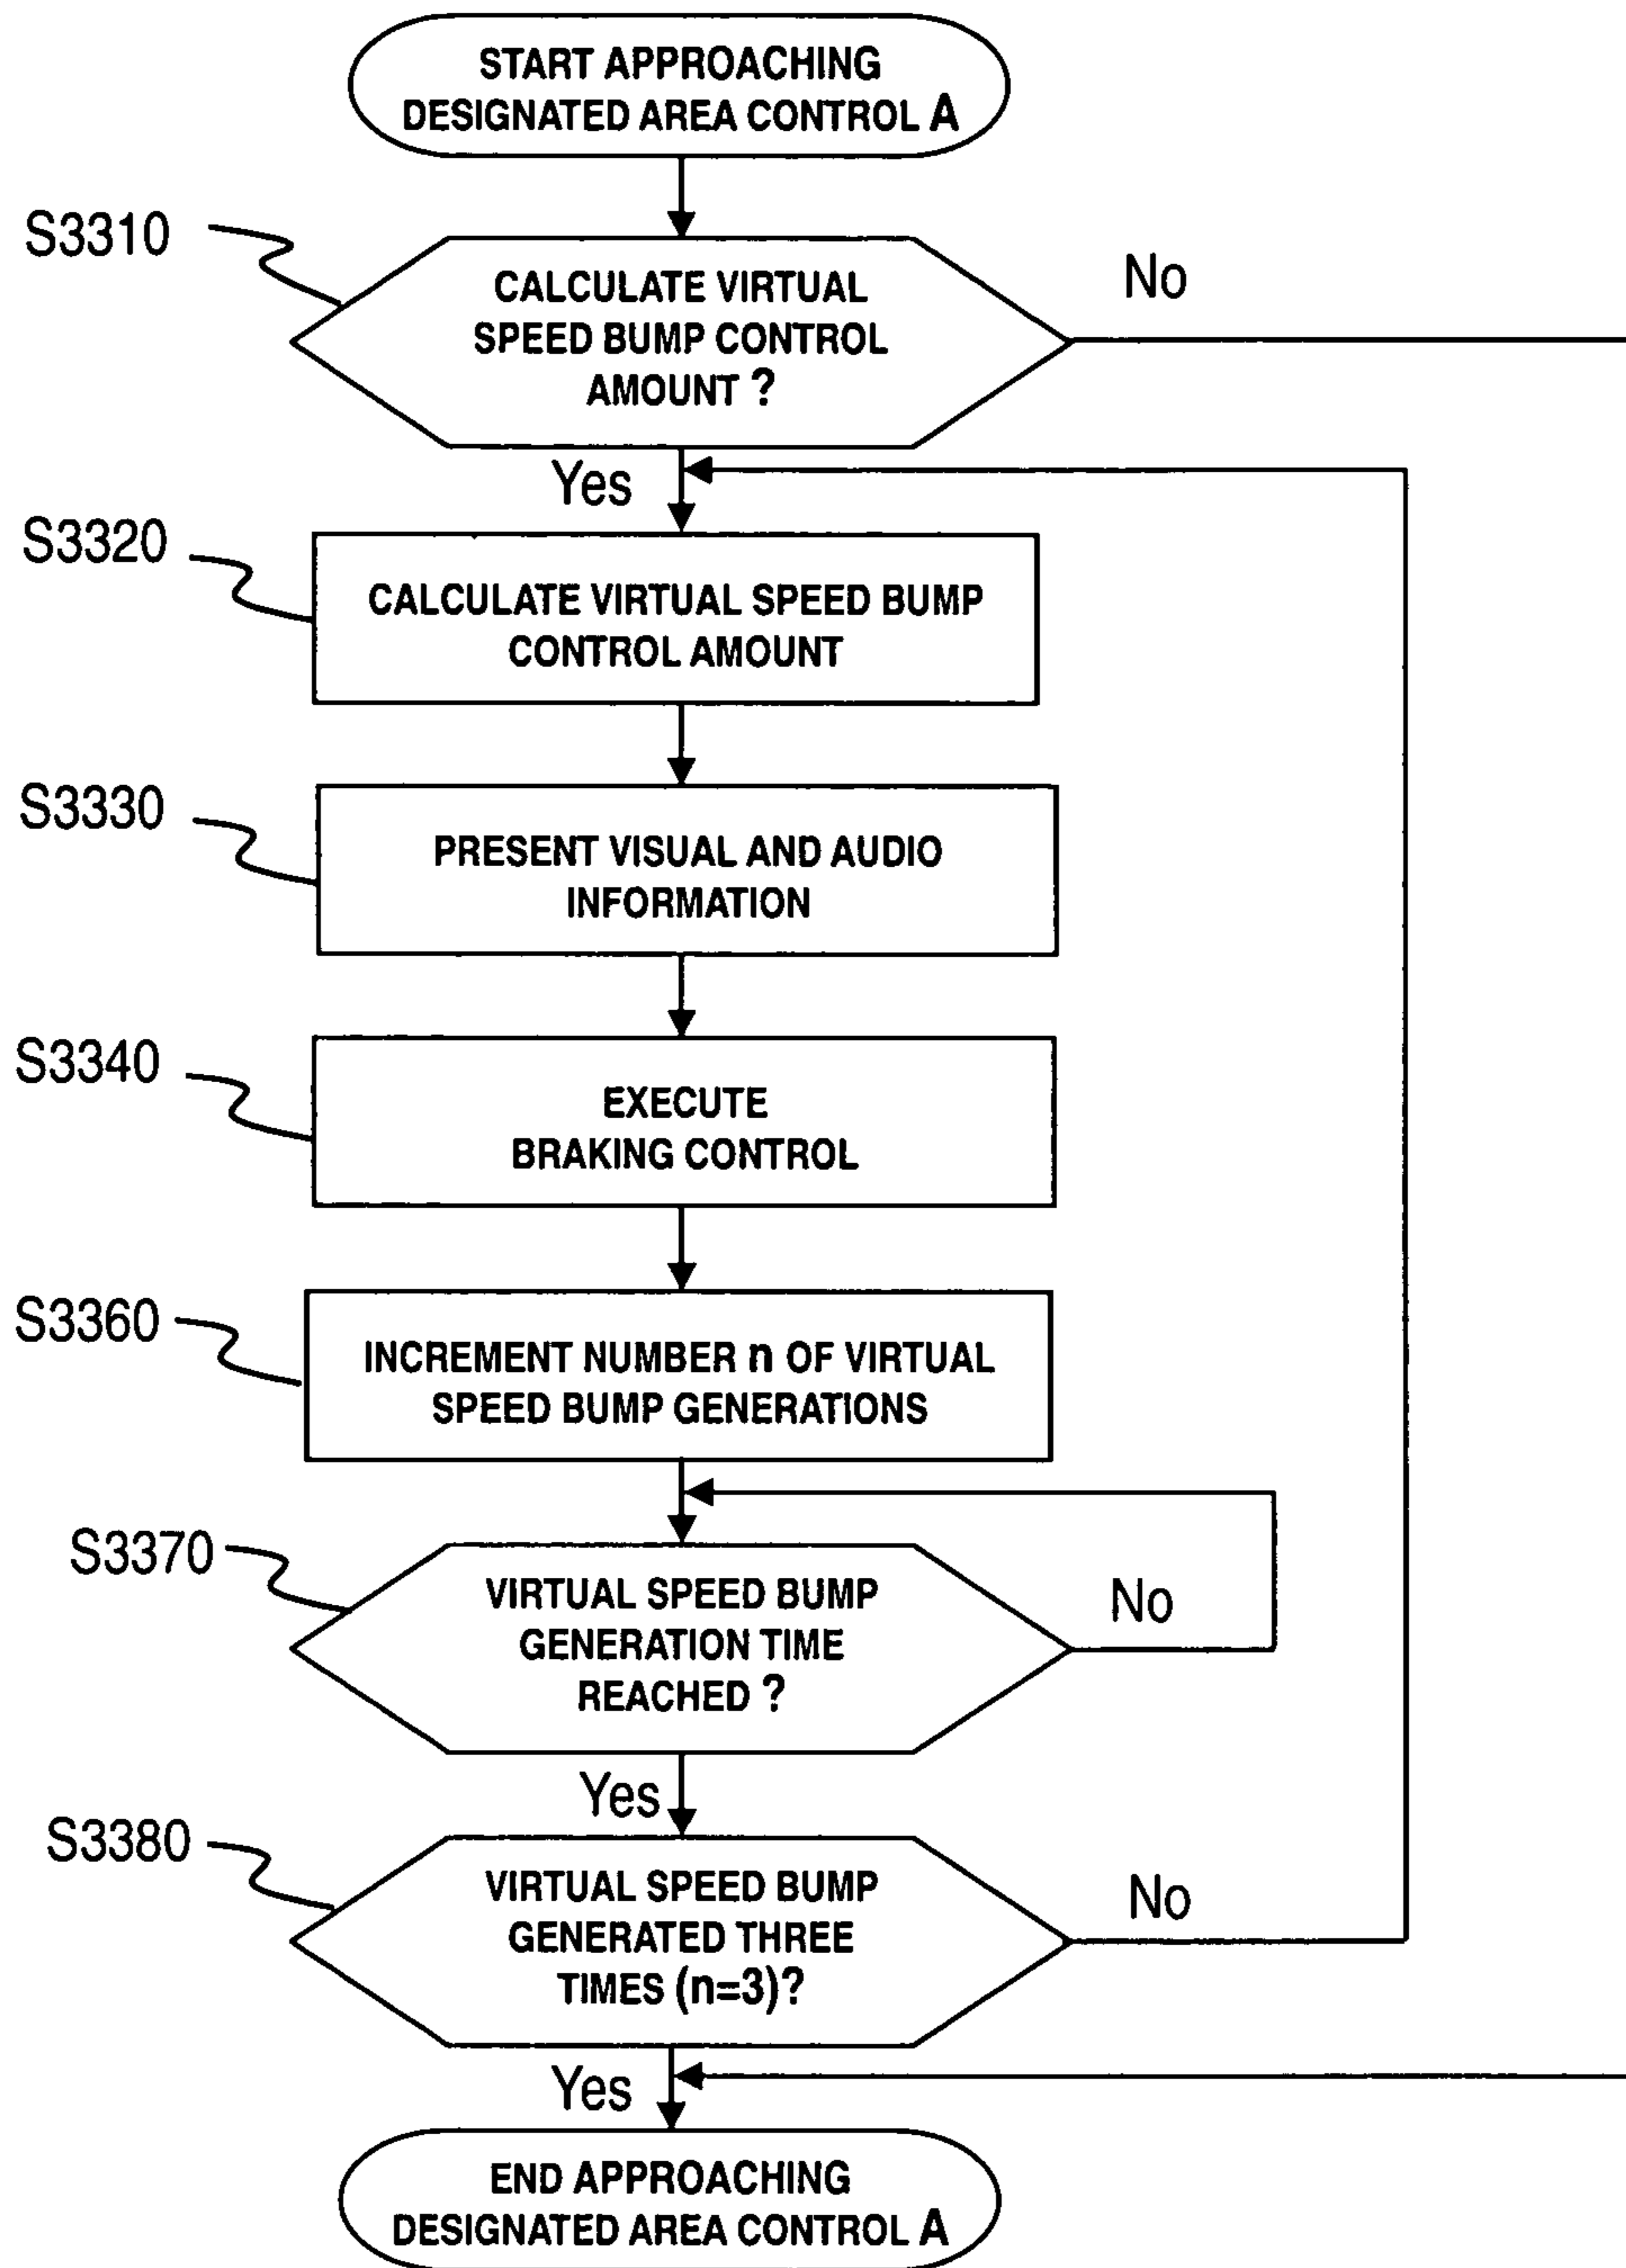 START APPROACHING
DESIGNATED AREA CONTROL A
S3310
CALCULATE VIRTUAL
SPEED BUMP CONTROL
AMOUNT ?
No
Yes
S3320
CALCULATE VIRTUAL SPEED BUMP
CONTROL AMOUNT
S3330
PRESENT VISUAL AND AUDIO
INFORMATION
S3340
EXECUTE
BRAKING CONTROL
S3360
INCREMENT NUMBER n OF VIRTUAL
SPEED BUMP GENERATIONS
S3370
VIRTUAL SPEED BUMP
GENERATION TIME
REACHED ?
No
Yes
S3380
VIRTUAL SPEED BUMP
GENERATED THREE
TIMES (n=3)?
No
Yes
END APPROACHING
DESIGNATED AREA CONTROL A